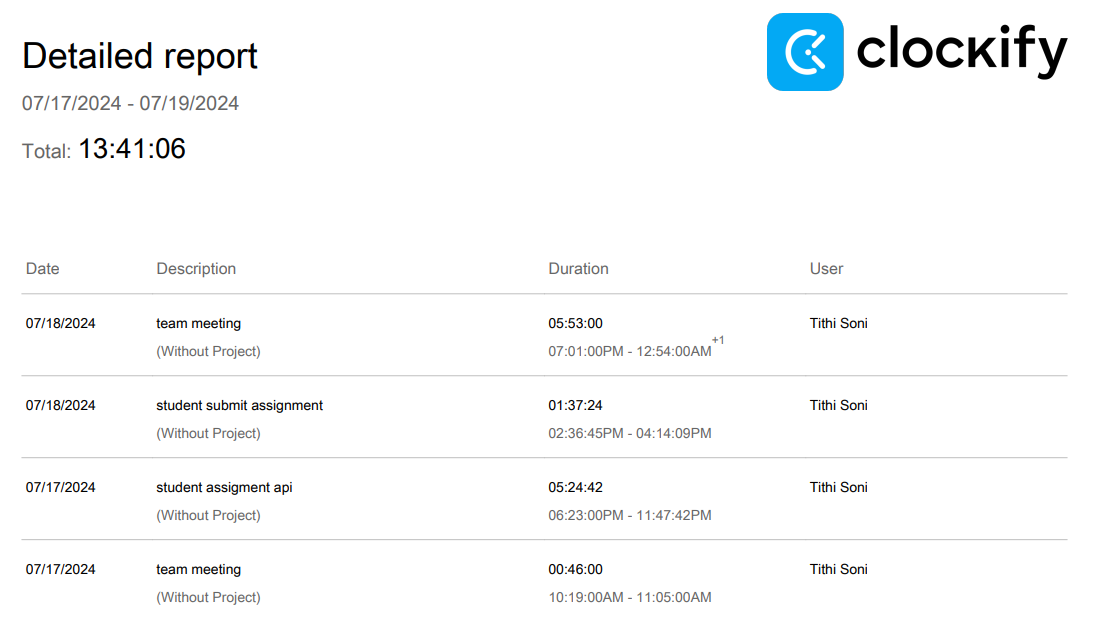 Detailed report
clockify
07/17/2024 - 07/19/2024
Total: 13:41:06
Date Description Duration User
07/18/2024 team meeting 05:53:00 Tithi Soni
(Without Project) 07:01:00PM - 12:54:00AM+1
07/18/2024 student submit assignment 01:37:24 Tithi Soni
(Without Project) 02:36:45PM - 04:14:09PM
07/17/2024 student assigment api 05:24:42 Tithi Soni
(Without Project) 06:23:00PM - 11:47:42PM
07/17/2024 team meeting 00:46:00 Tithi Soni
(Without Project) 10:19:00AM - 11:05:00AM